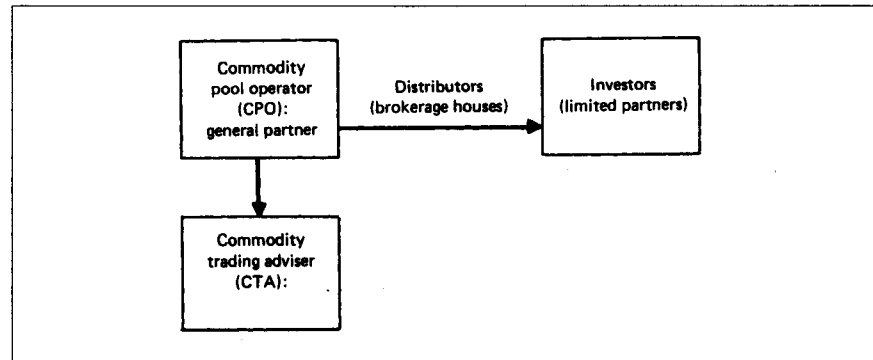 Commodity
pool operator
(CPO):
general partner
Distributors
(brokerage houses)
Investors
(limited partners)
Commodity
trading adviser
(CTA):